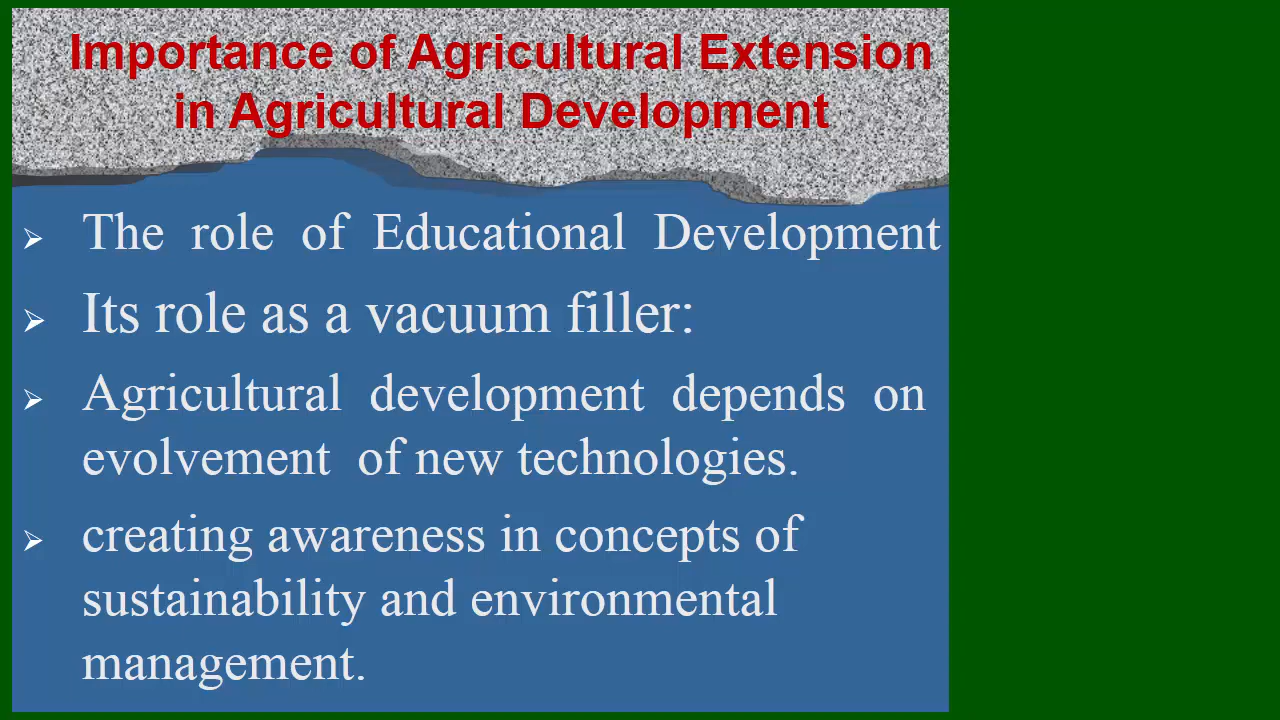 Importance of Agricultural Extension
in Agricultural Development
The role of Educational Development
Its role as a vacuum filler:
Agricultural development depends on
evolvement of new technologies.
creating awareness in concepts of
sustainability and environmental
management.